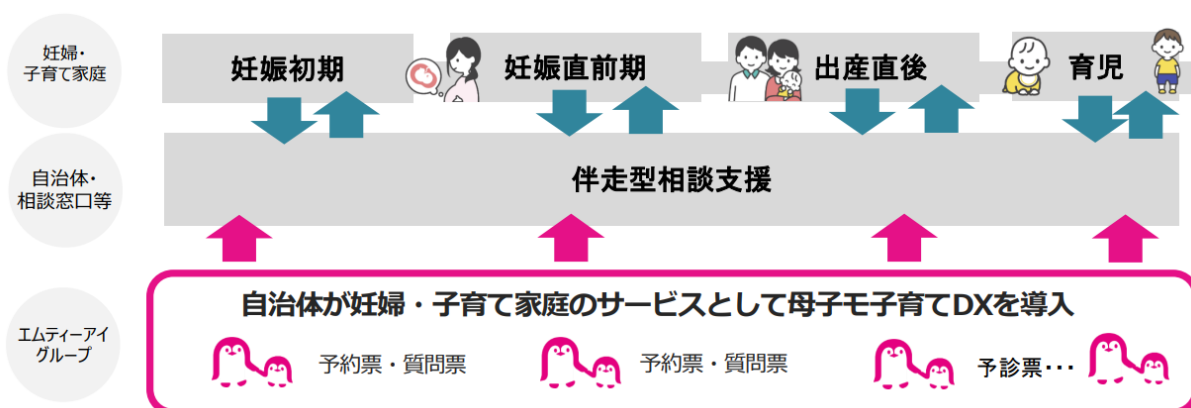 妊婦・
子育て家庭
妊娠初期
妊娠直前期
出産直後
育児
自治体・
相談窓口等
伴走型相談支援
エムティーアイ
グループ
自治体が妊婦・子育て家庭のサービスとして母子モ子育てDXを導入
予約票・質問票
予約票・質問票
予診票・・・